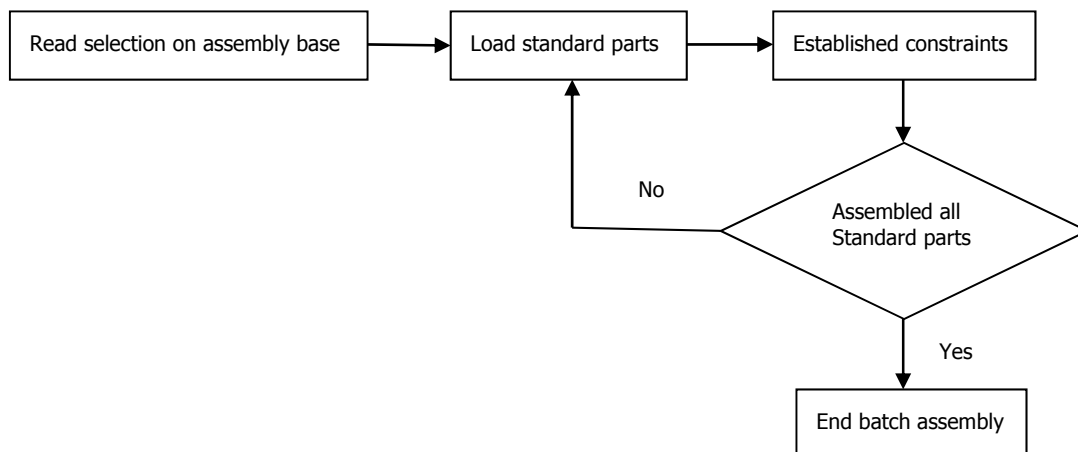 Read selection on assembly base
Load standard parts
Established constraints
No
Assembled all
Standard parts
Yes
End batch assembly